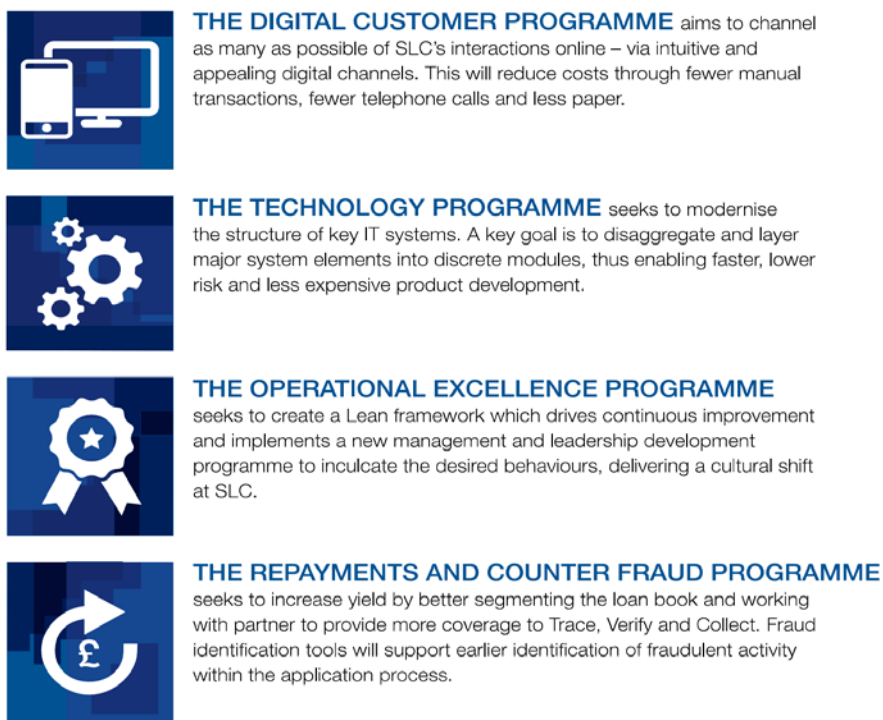 THE DIGITAL CUSTOMER PROGRAMME aims to channel
as many as possible of SLC's interactions online – via intuitive and
appealing digital channels. This will reduce costs through fewer manual
transactions, fewer telephone calls and less paper.
THE TECHNOLOGY PROGRAMME seeks to modernise
the structure of key IT systems. A key goal is to disaggregate and layer
major system elements into discrete modules, thus enabling faster, lower
risk and less expensive product development.
THE OPERATIONAL EXCELLENCE PROGRAMME
seeks to create a Lean framework which drives continuous improvement
and implements a new management and leadership development
programme to inculcate the desired behaviours, delivering a cultural shift
at SLC.
THE REPAYMENTS AND COUNTER FRAUD PROGRAMME
seeks to increase yield by better segmenting the loan book and working
with partner to provide more coverage to Trace, Verify and Collect. Fraud
£
identification tools will support earlier identification of fraudulent activity
within the application process.